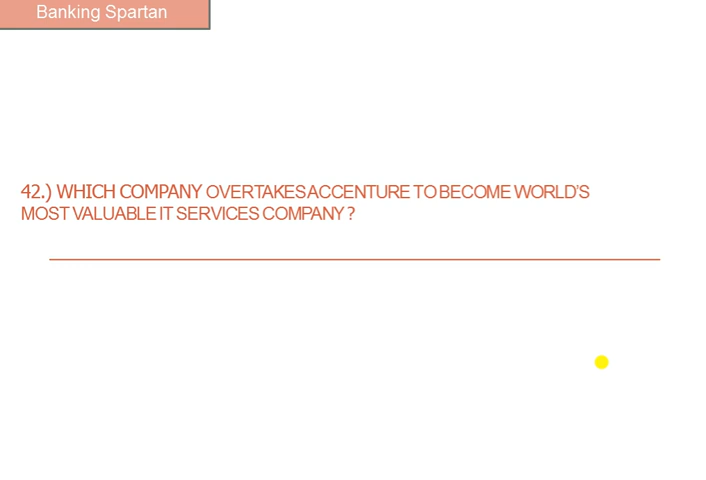 Banking Spartan
42.) WHICH COMPANY OVERTAKES ACCENTURE TO BECOME WORLD'S
MOST VALUABLE IT SERVICES COMPANY ?